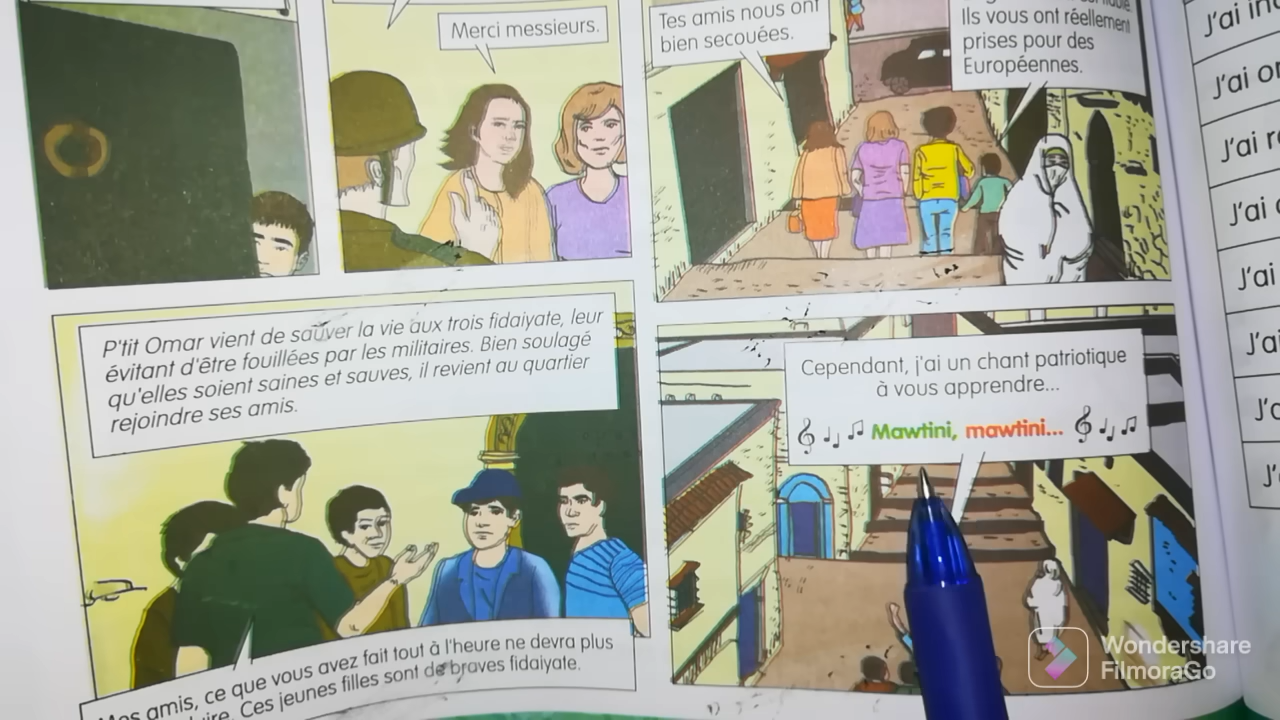 Merci messieurs.
Tes amis nous ont
bien secouées.
Ils vous ont réellement
prises pour des
Européennes.
P'tit Omar vient de sauver la vie aux trois fidaiyate, leur
évitant d'être fouillées par les militaires. Bien soulagé
qu'elles soient saines et sauves, il revient au quartier
rejoindre ses amis.
Cependant, j'ai un chant patriotique
à vous apprendre...
Mawtini, mawtini...
Mes amis, ce que vous avez fait tout à l'heure ne devra plus
Ces jeunes filles sont de braves fidaiyate.
J'ai
J'ai
J'ai
J'ai
J'ai
Wondershare
FilmoraGo